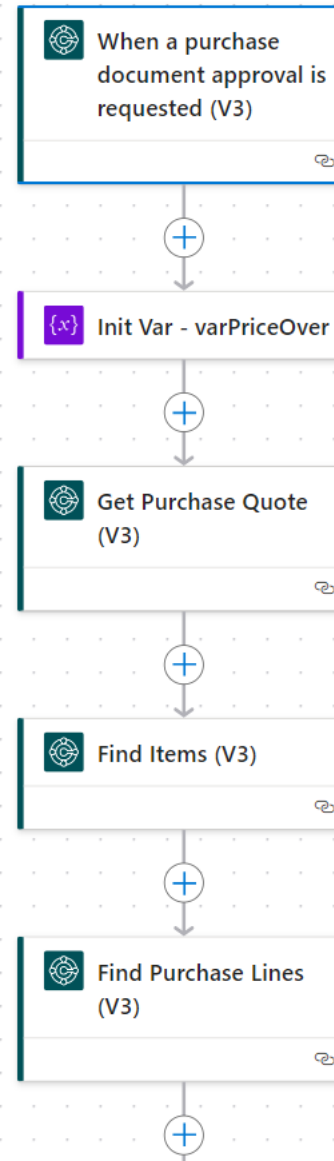 When a purchase
document approval is
requested (V3)
{x} Init Var - varPriceOver
Get Purchase Quote
(V3)
Find Items (V3)
Find Purchase Lines
(V3)